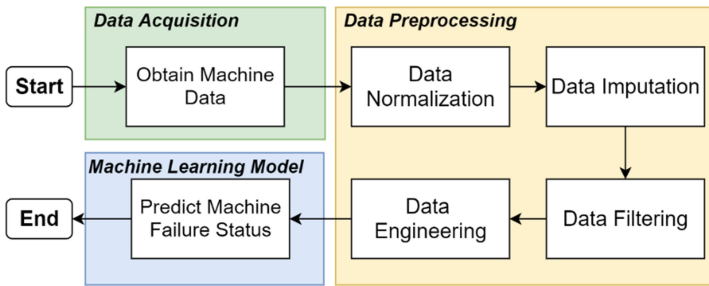 Data Acquisition
Start
Obtain Machine
Data
Data Preprocessing
Data
Normalization
Data Imputation
Data Filtering
Data
Engineering
Machine Learning Model
Predict Machine
Failure Status
End